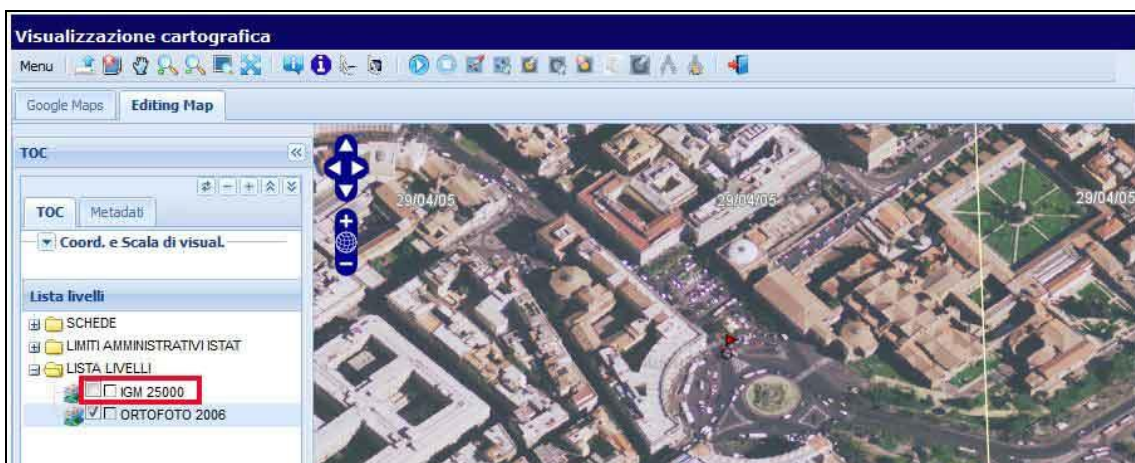 Visualizzazione cartografica
Menu
Google Maps Editing Map
TOC
TOC Metadati
Coord. e Scala di visual.
Lista livelli
SCHEDE
LIMITI AMMINISTRATIVI ISTAT
LISTA LIVELLI
IGM 25000
ORTOFOTO 2006
29/04/05 29/04/05 29/04/05